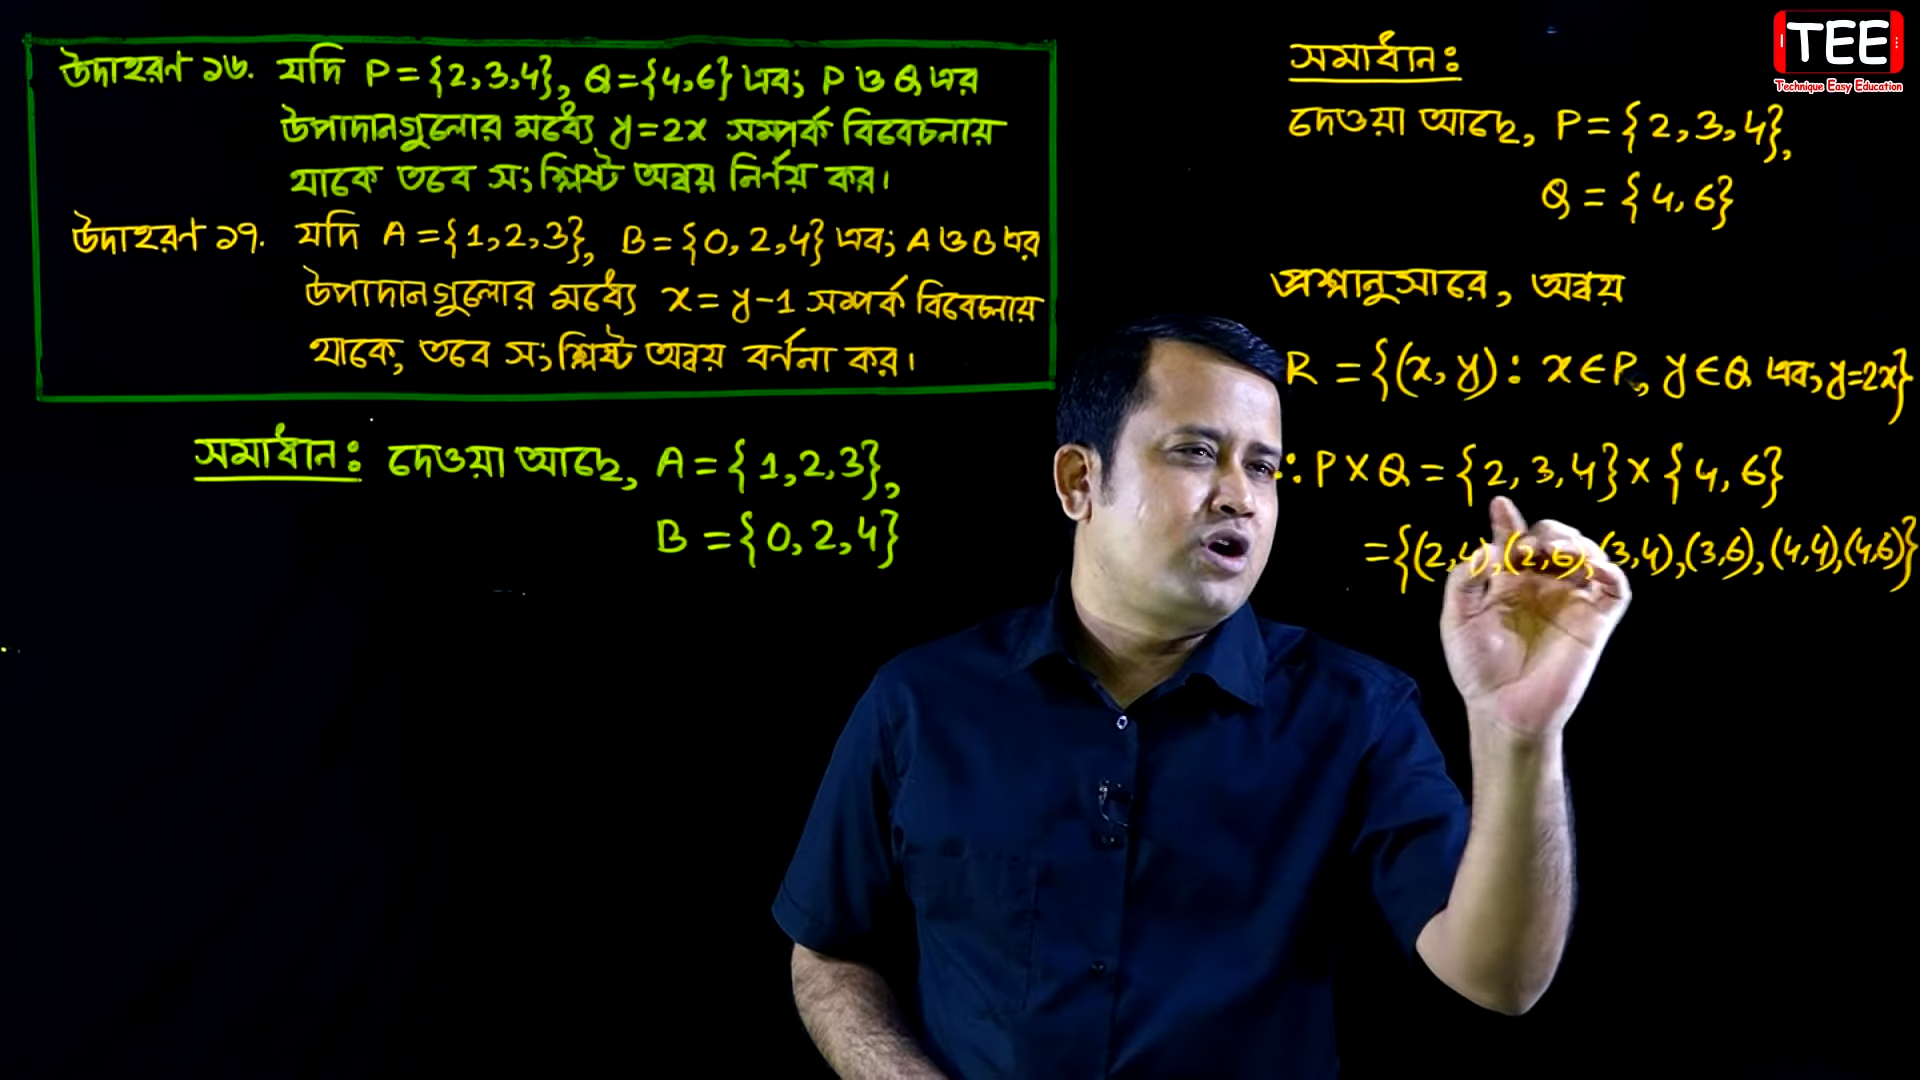 উদাহরণ ১৬. যদি P={2,3,4}, Q={4,6} এবং P ও Q এর
উপাদানগুলোর মধ্যে y=2x সম্পর্ক বিবেচনায়
থাকে তবে সংশ্লিষ্ট অন্বয় নির্ণয় কর।
উদাহরণ ১৭. যদি A={1,2,3}, B={0,2,4} এবং A ও B এর
উপাদানগুলোর মধ্যে x=y-1 সম্পর্ক বিবেচনায়
থাকে, তবে সংশ্লিষ্ট অন্বয় বর্ননা কর।
সমাধান: দেওয়া আছে, A={1,2,3},
B={0,2,4}
সমাধান:
দেওয়া আছে, P={2,3,4},
Q={4,6}
প্রশ্নানুসারে, অন্বয়
R={(x,y): x∈P, y∈Q এবং y=2x}
∴ P×Q={2,3,4}×{4,6}
={(2,4),(2,6),(3,4),(3,6),(4,4),(4,6)}
TEE
Technique Easy Education